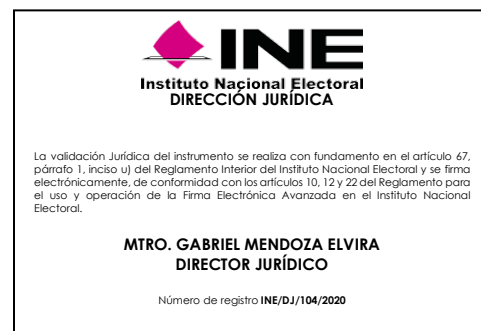 INE
Instituto Nacional Electoral
DIRECCIÓN JURÍDICA
La validación Jurídica del instrumento se realiza con fundamento en el artículo 67,
párrafo 1, inciso u) del Reglamento Interior del Instituto Nacional Electoral y se firma
electrónicamente, de conformidad con los artículos 10, 12 y 22 del Reglamento para
el uso y operación de la Firma Electrónica Avanzada en el Instituto Nacional
Electoral.
MTRO. GABRIEL MENDOZA ELVIRA
DIRECTOR JURÍDICO
Número de registro INE/DJ/104/2020